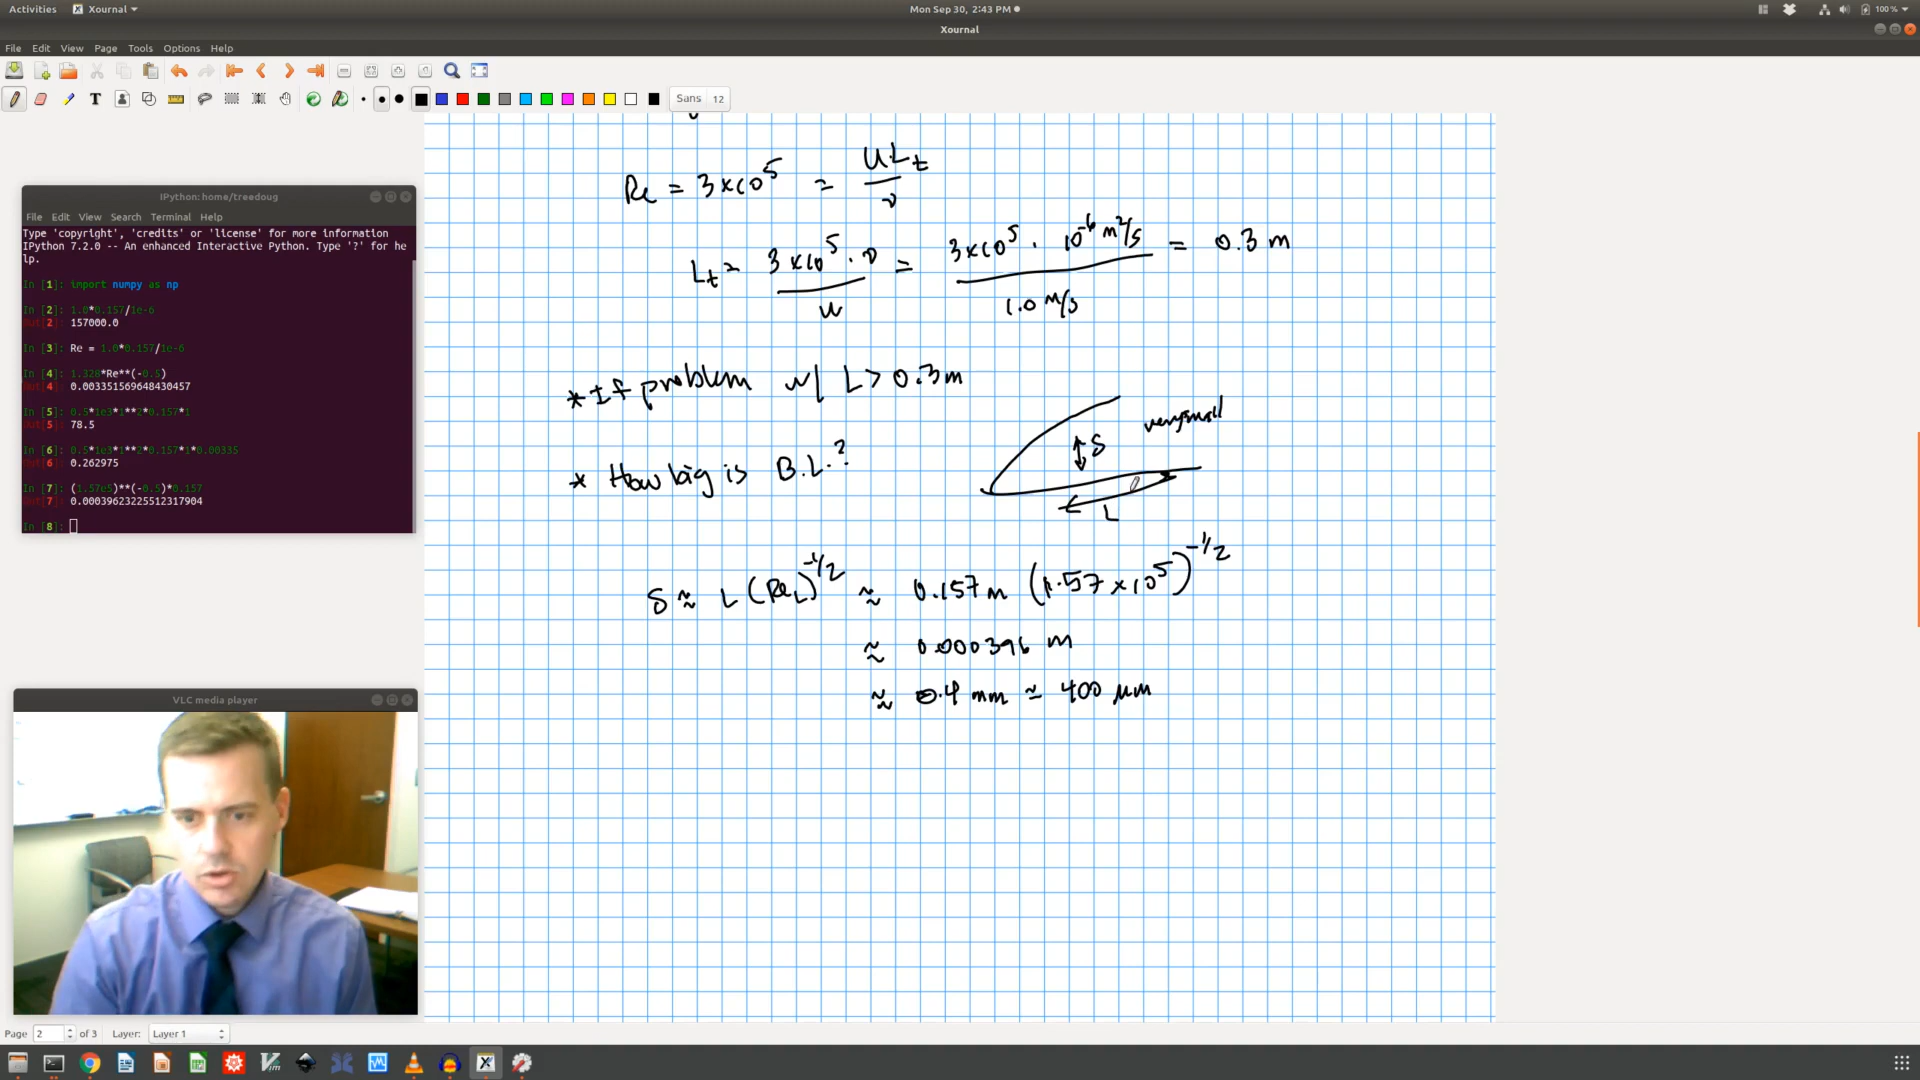 Activities Xournal Mon Sep 30, 2:43 PM 100 %
Xournal
File Edit View Page Tools Options Help
Sans 12
Re = 3×10^5 = U L_t / ν
L_t = 3×10^5 · ν / U = 3×10^5 · 10^-6 m²/s / 1.0 m/s = 0.3 m
* If problem w/ L > 0.3m
* How big is B.L.?
δ very small
L
δ ≈ L (Re_L)^-1/2 ≈ 0.157 m (1.57 × 10^5)^-1/2
≈ 0.000396 m
≈ 0.4 mm ≈ 400 μm
IPython: home/treedoug
File Edit View Search Terminal Help
Type 'copyright', 'credits' or 'license' for more information
IPython 7.2.0 -- An enhanced Interactive Python. Type '?' for he
lp.
In [1]: import numpy as np
In [2]: 1.0*0.157/1e-6
Out[2]: 157000.0
In [3]: Re = 1.0*0.157/1e-6
In [4]: 1.328*Re**(-0.5)
Out[4]: 0.003351569648430457
In [5]: 0.5*1e3*1**2*0.157*1
Out[5]: 78.5
In [6]: 0.5*1e3*1**2*0.157*1*0.00335
Out[6]: 0.262975
In [7]: (1.57e5)**(-0.5)*0.157
Out[7]: 0.00039623225512317904
In [8]:
VLC media player
Page 2 of 3 Layer: Layer 1